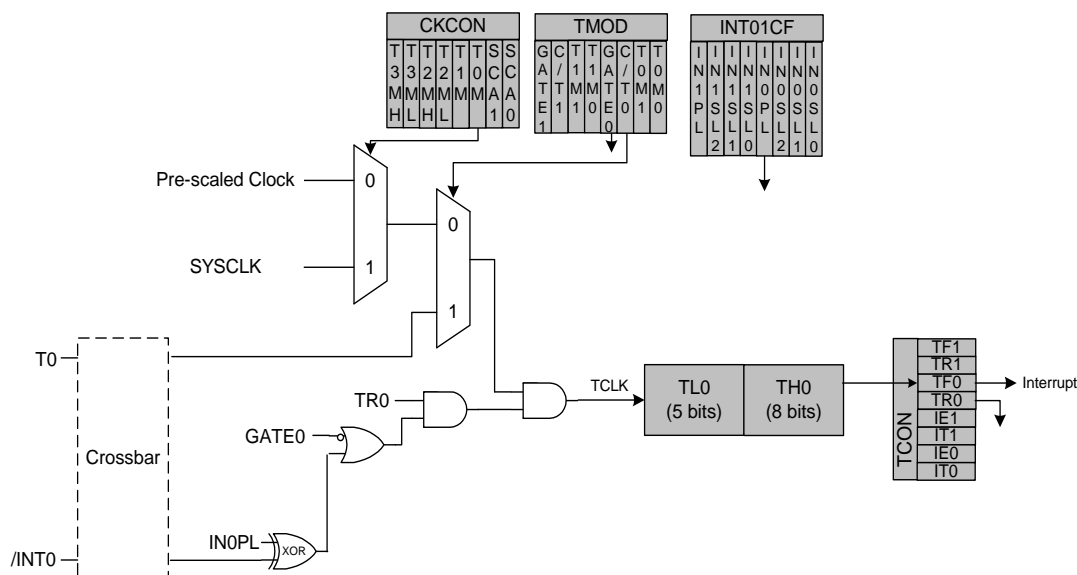 CKCON
T3MH
T3ML
T2MH
T2ML
T1M
T0M
SCA1
SCA0
TMOD
GATE1
C/T1
T1M1
T1M0
GATE0
C/T0
T0M1
T0M0
INT01CF
IN1PL
IN1SL2
IN1SL1
IN1SL0
IN0PL
IN0SL2
IN0SL1
IN0SL0
Pre-scaled Clock
0
SYSCLK
1
0
1
T0
Crossbar
/INT0
TR0
GATE0
IN0PL
XOR
TCLK
TL0
(5 bits)
TH0
(8 bits)
TCON
TF1
TR1
TF0
TR0
IE1
IT1
IE0
IT0
Interrupt